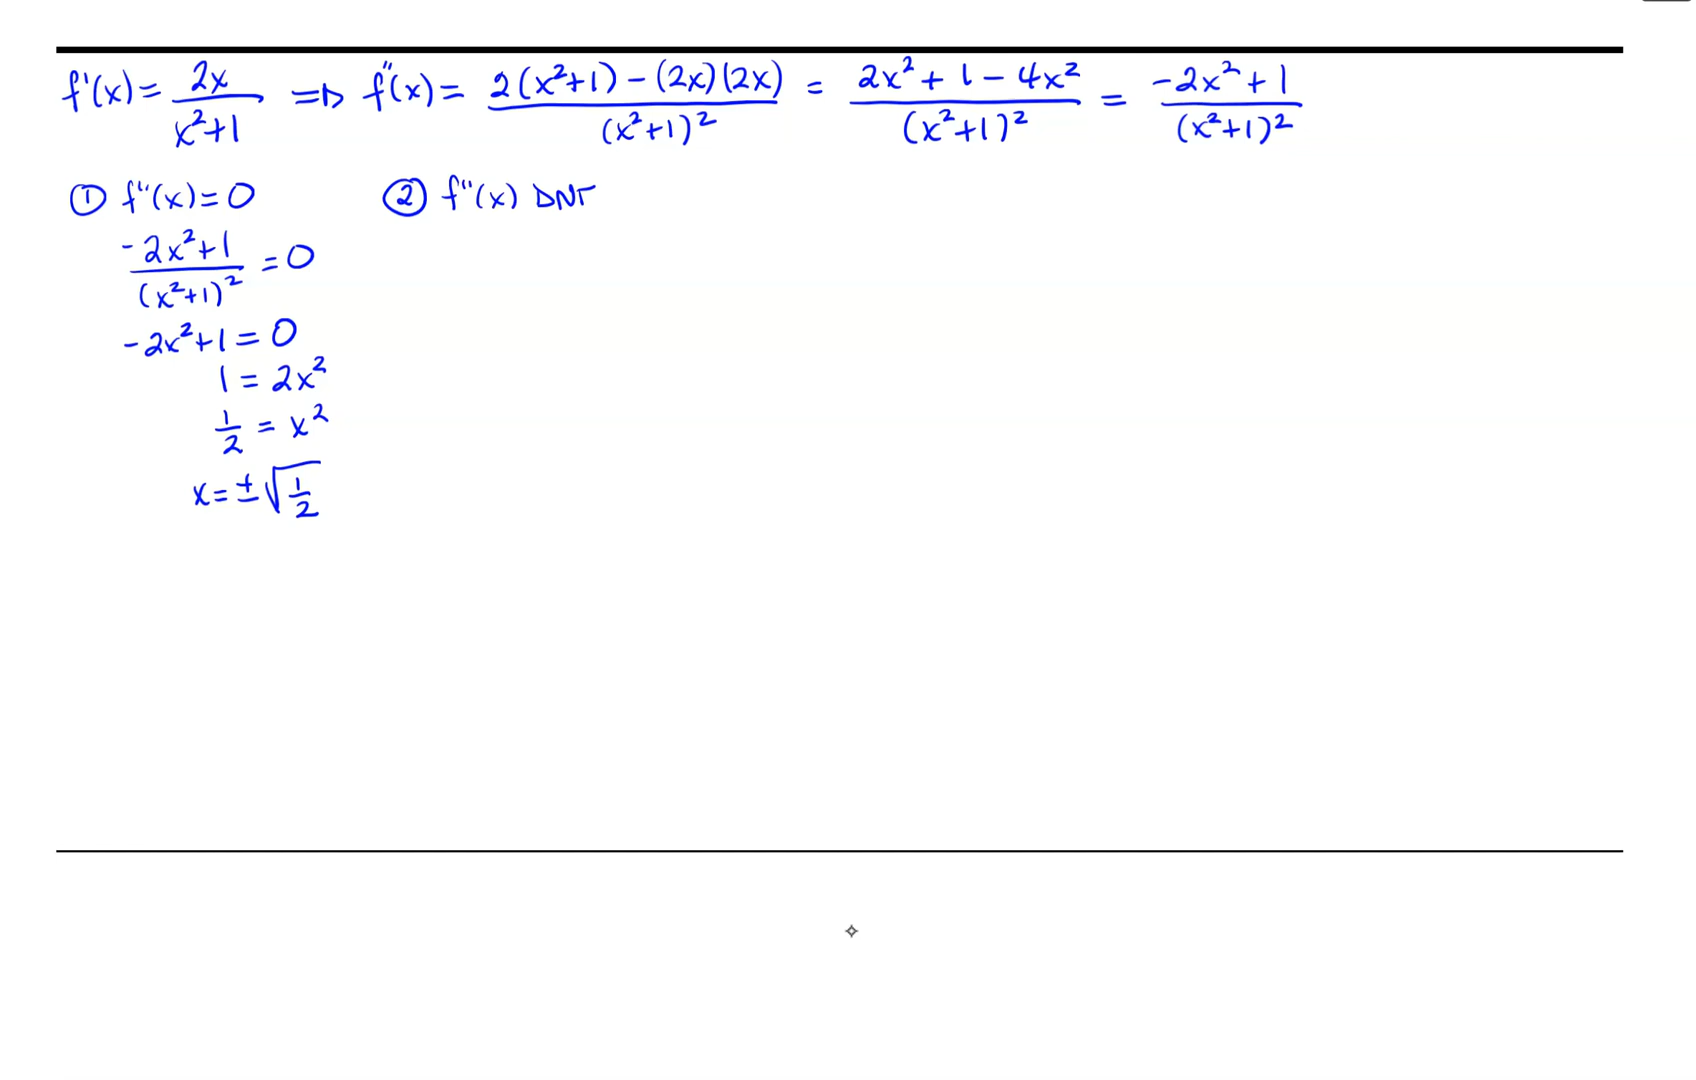 f'(x) = 2x/(x²+1) ⇒ f''(x) = (2(x²+1) − (2x)(2x))/(x²+1)² = (2x² + 1 − 4x²)/(x²+1)² = (−2x² + 1)/(x²+1)²
① f''(x) = 0 ② f''(x) DNE
(−2x²+1)/(x²+1)² = 0
−2x²+1 = 0
1 = 2x²
1/2 = x²
x = ±√(1/2)